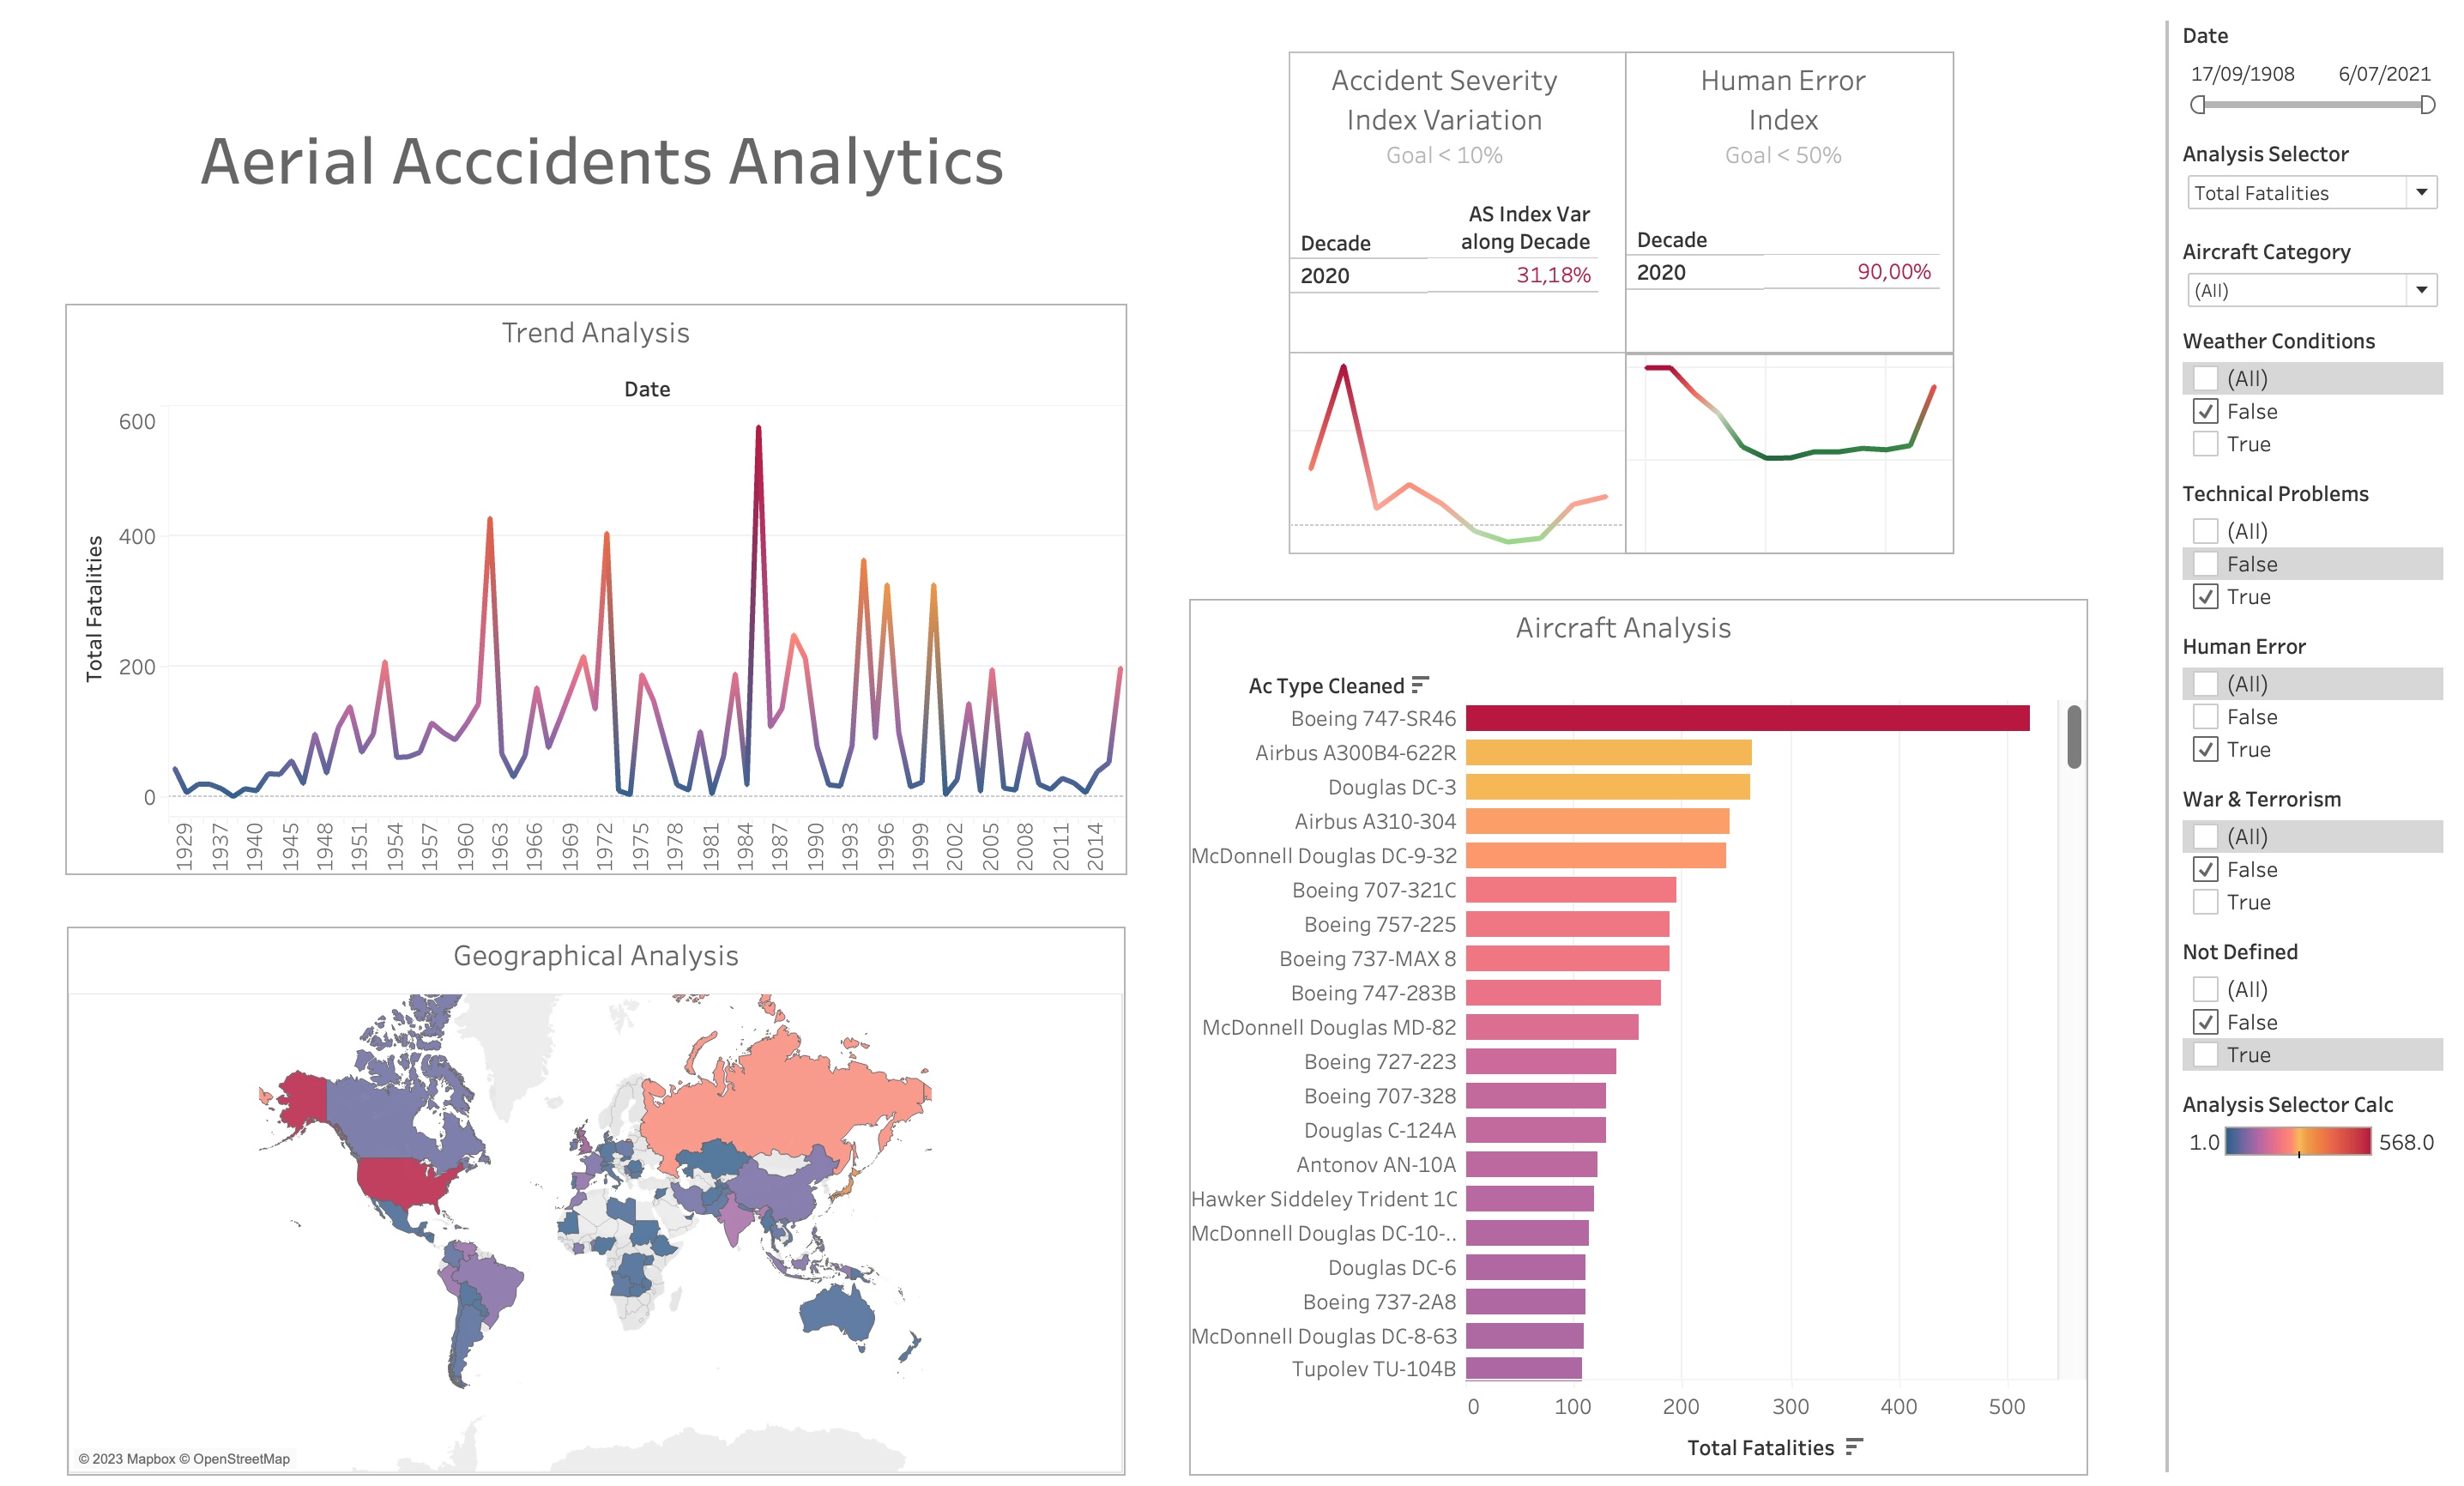 Aerial Acccidents Analytics
Accident Severity
Index Variation
Goal < 10%
AS Index Var
along Decade
Decade
2020 31,18%
Human Error
Index
Goal < 50%
Decade
2020 90,00%
Trend Analysis
Date
Total Fatalities
600
400
200
0
1929
1937
1940
1945
1948
1951
1954
1957
1960
1963
1966
1969
1972
1975
1978
1981
1984
1987
1990
1993
1996
1999
2002
2005
2008
2011
2014
Geographical Analysis
© 2023 Mapbox © OpenStreetMap
Aircraft Analysis
Ac Type Cleaned
Boeing 747-SR46
Airbus A300B4-622R
Douglas DC-3
Airbus A310-304
McDonnell Douglas DC-9-32
Boeing 707-321C
Boeing 757-225
Boeing 737-MAX 8
Boeing 747-283B
McDonnell Douglas MD-82
Boeing 727-223
Boeing 707-328
Douglas C-124A
Antonov AN-10A
Hawker Siddeley Trident 1C
McDonnell Douglas DC-10-..
Douglas DC-6
Boeing 737-2A8
McDonnell Douglas DC-8-63
Tupolev TU-104B
0 100 200 300 400 500
Total Fatalities
Date
17/09/1908 6/07/2021
Analysis Selector
Total Fatalities
Aircraft Category
(All)
Weather Conditions
(All)
False
True
Technical Problems
(All)
False
True
Human Error
(All)
False
True
War & Terrorism
(All)
False
True
Not Defined
(All)
False
True
Analysis Selector Calc
1.0 568.0